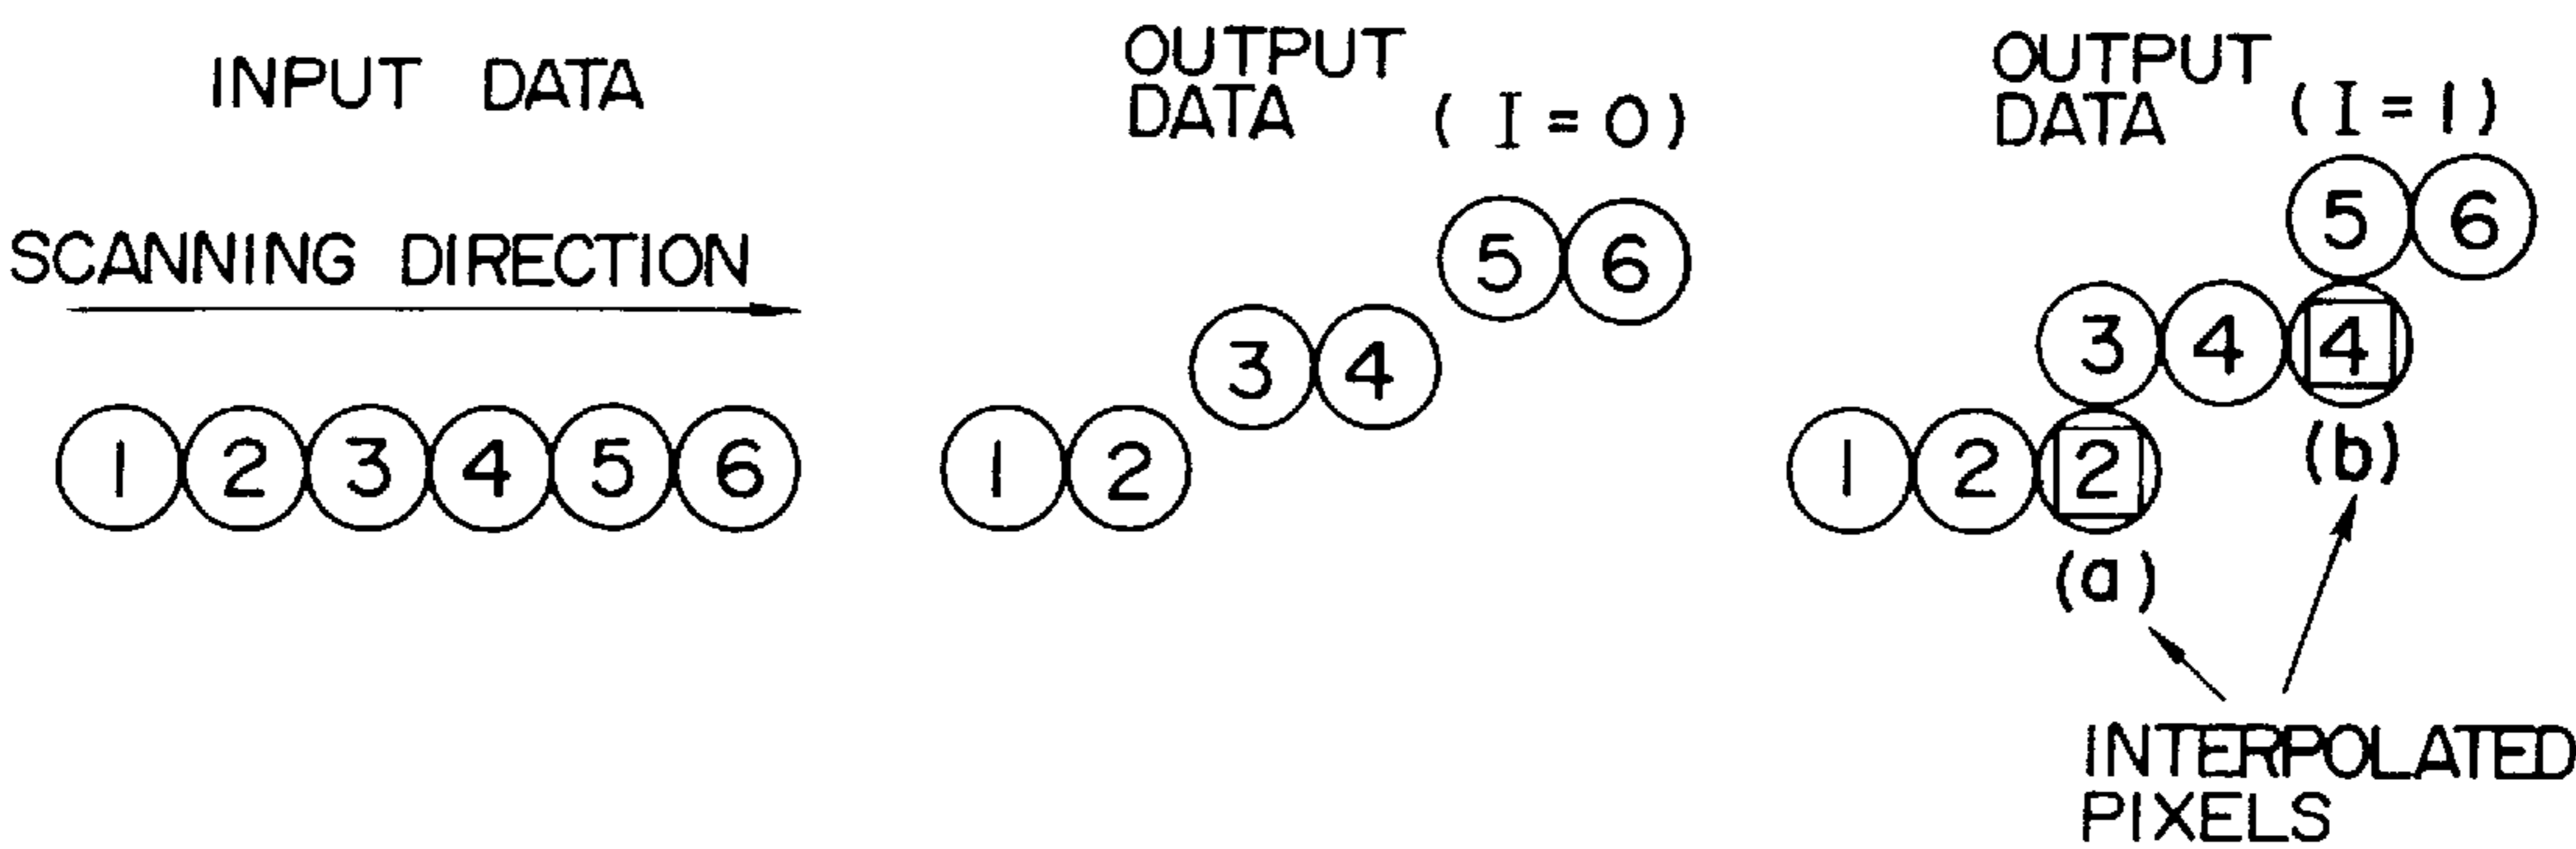 INPUT DATA
SCANNING DIRECTION
1 2 3 4 5 6
OUTPUT
DATA ( I = 0 )
5 6
3 4
1 2
OUTPUT
DATA ( I = 1 )
5 6
3 4 4
1 2 2
(b)
(a)
INTERPOLATED
PIXELS